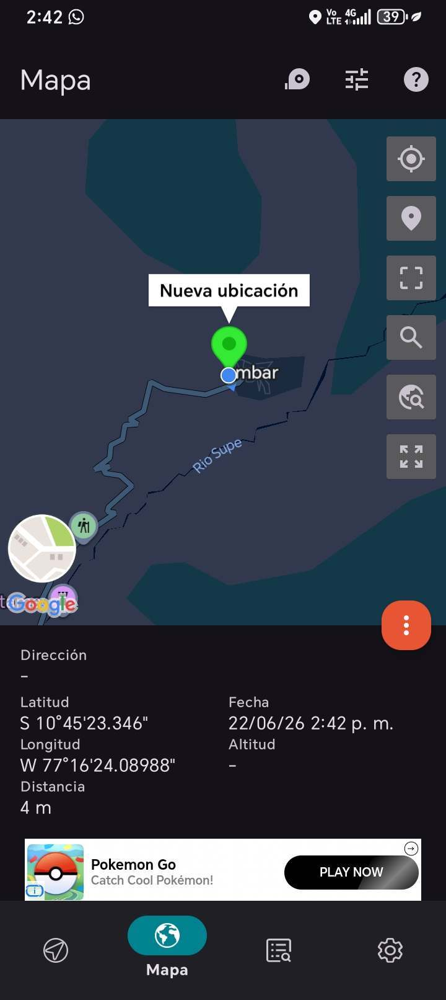 2:42
Vo
LTE
4G
39
Mapa
Nueva ubicación
mbar
Rio Supe
Google
Dirección
–
Latitud
Fecha
S 10°45'23.346"
22/06/26 2:42 p. m.
Longitud
Altitud
W 77°16'24.08988"
–
Distancia
4 m
Pokemon Go
Catch Cool Pokémon!
PLAY NOW
Mapa